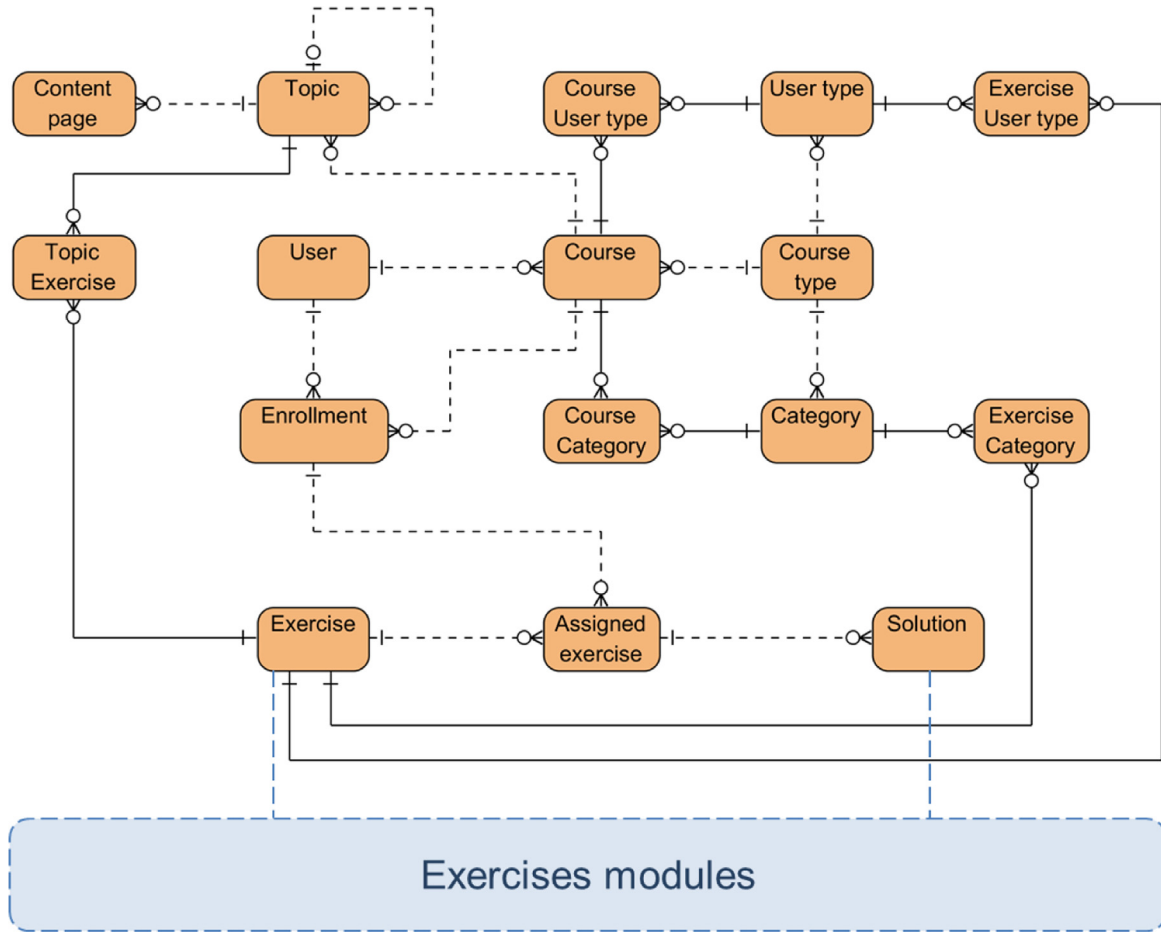 Content
page
Topic
Course
User type
User type
Exercise
User type
Topic
Exercise
User
Course
Course
type
Enrollment
Course
Category
Category
Exercise
Category
Exercise
Assigned
exercise
Solution
Exercises modules